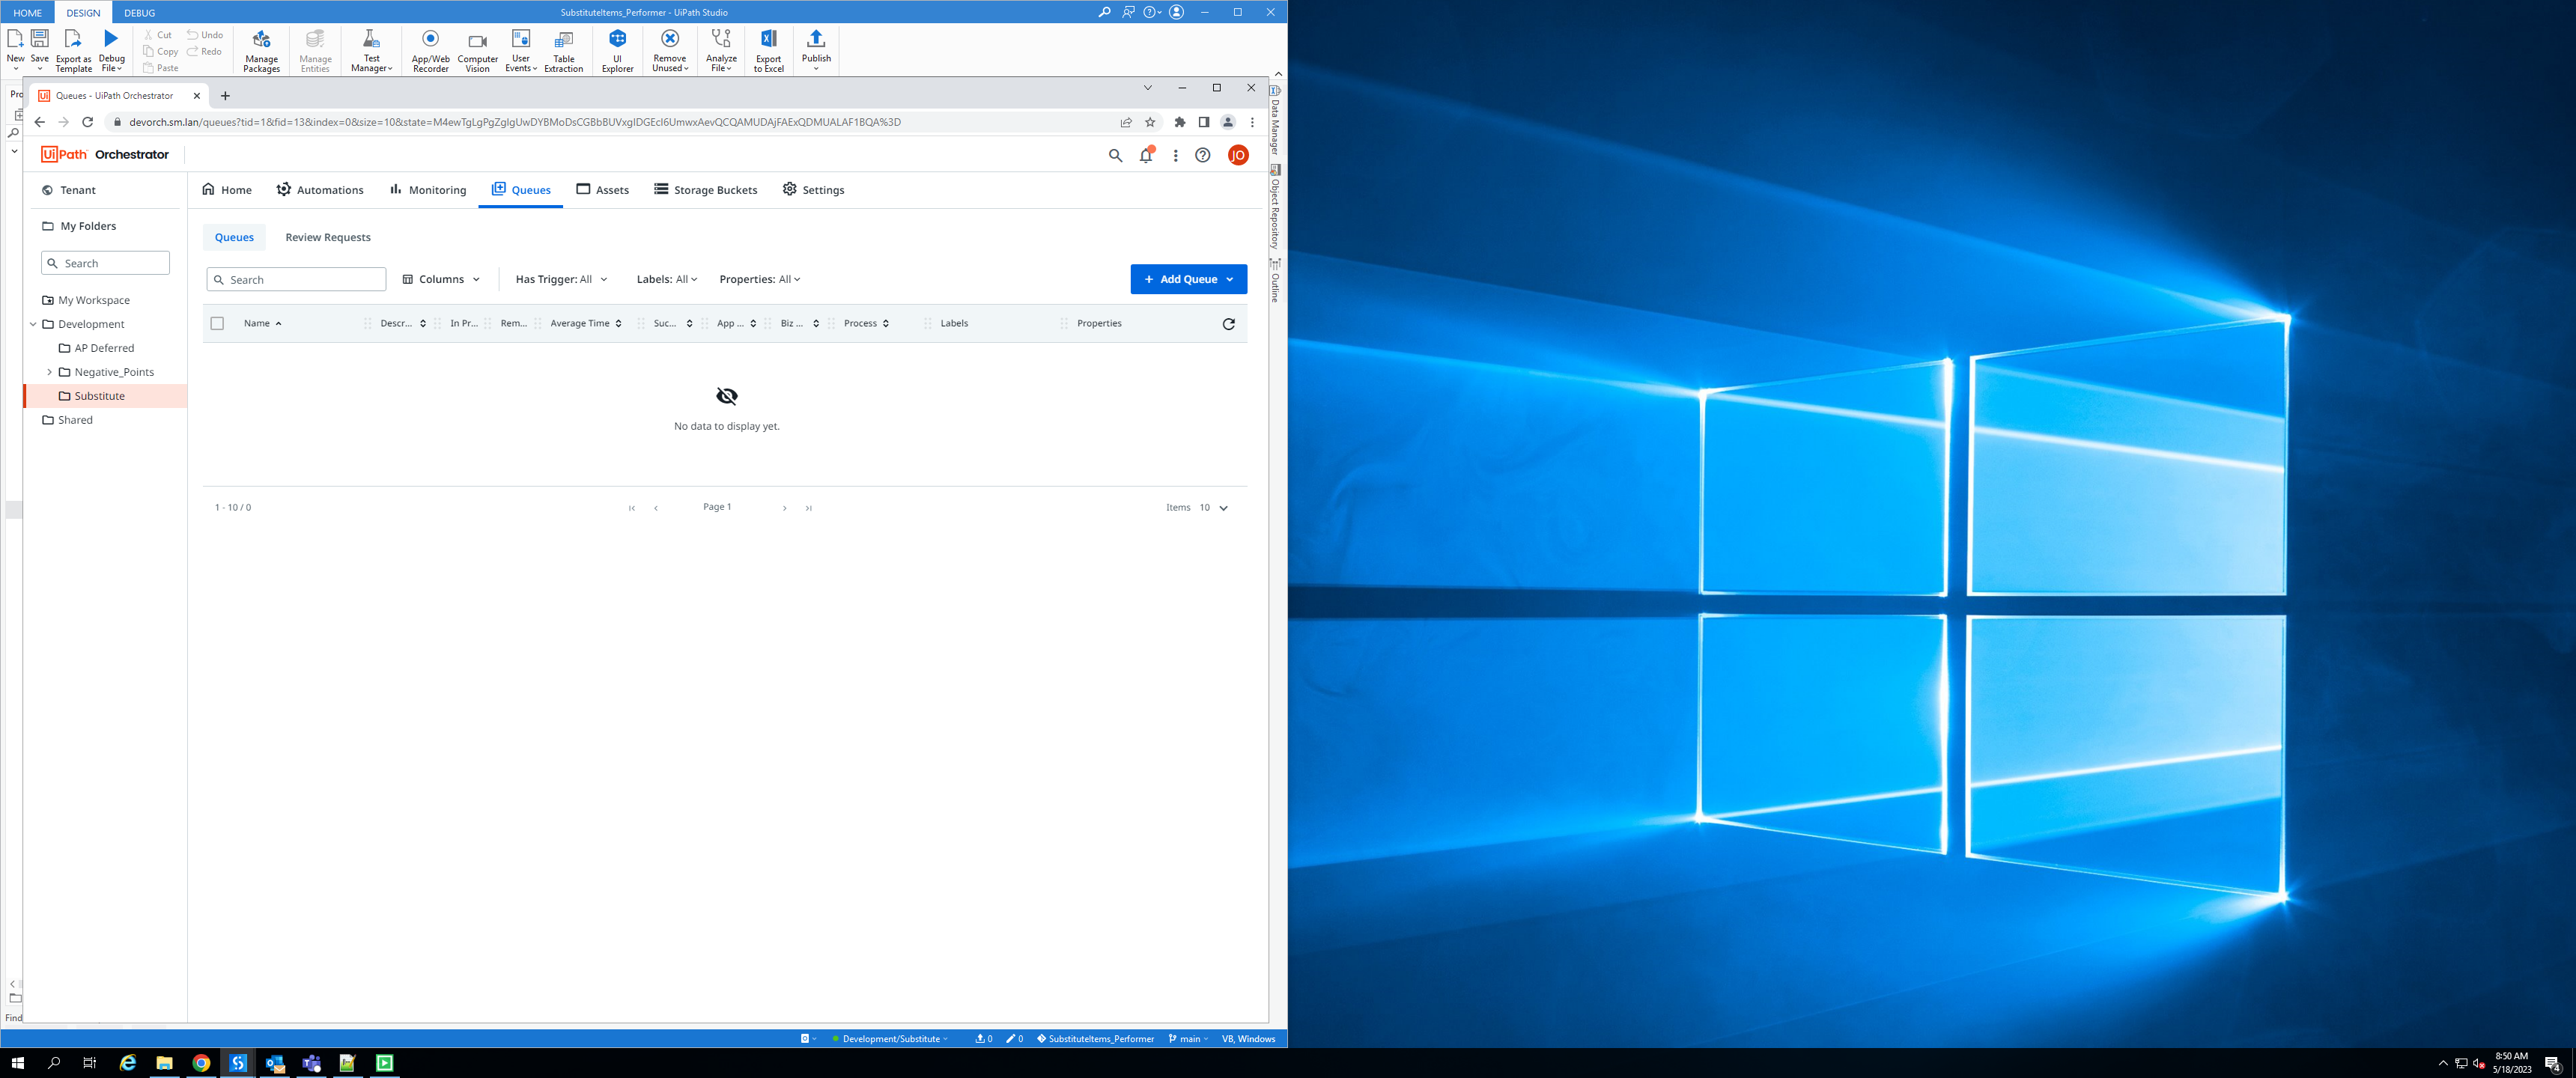 HOME DESIGN DEBUG SubstituteItems_Performer - UiPath Studio
New Save Export as Template Debug File Cut Copy Paste Undo Redo Manage Packages Manage Entities Test Manager App/Web Recorder Computer Vision User Events Table Extraction UI Explorer Remove Unused Analyze File Export to Excel Publish
Pro
Queues - UiPath Orchestrator
devorch.sm.lan/queues?tid=1&fid=13&index=0&size=10&state=M4ewTgLgPgZgIgUwDYBMoDsCGBbBUVxgIDGEcI6UmwxAevQCQAMUDAjFAExQDMUALAF1BQA%3D
Data Manager
Object Repository
Outline
UiPath Orchestrator
JO
Tenant
Home Automations Monitoring Queues Assets Storage Buckets Settings
My Folders
Search
My Workspace
Development
AP Deferred
Negative_Points
Substitute
Shared
Queues Review Requests
Search Columns Has Trigger: All Labels: All Properties: All + Add Queue
Name Descr... In Pr... Rem... Average Time Suc... App ... Biz ... Process Labels Properties
No data to display yet.
1 - 10 / 0 Page 1 Items 10
Find
Development/Substitute 0 0 SubstituteItems_Performer main VB, Windows
8:50 AM
5/18/2023
4